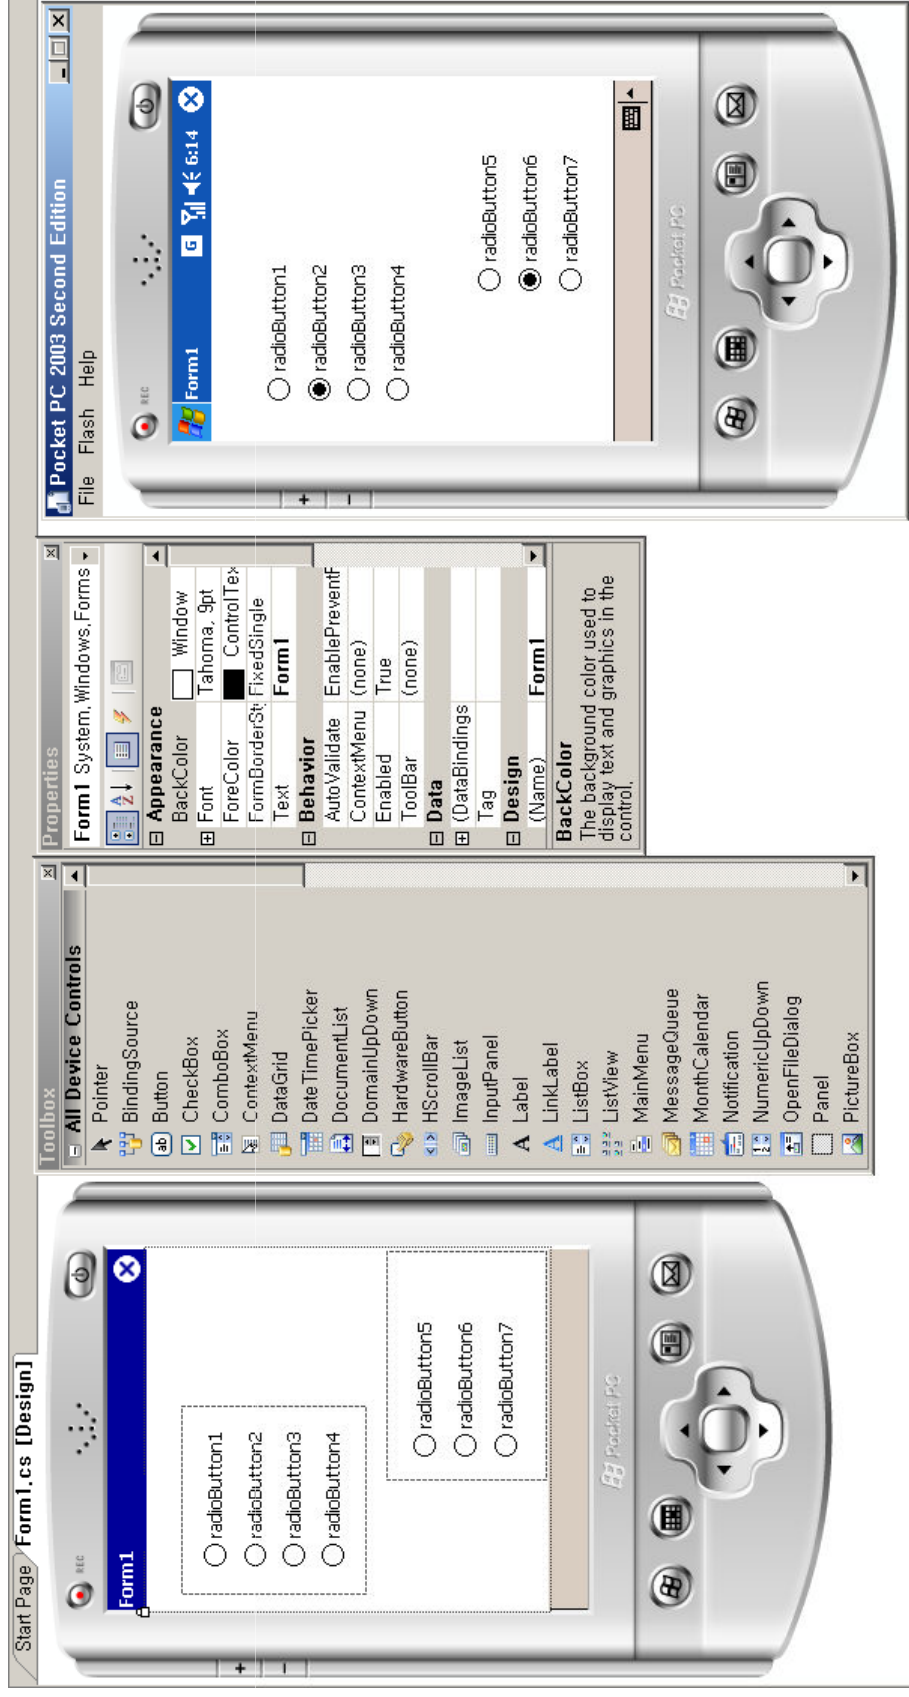 Start Page
Form1.cs [Design]
REC
Form1
radioButton1
radioButton2
radioButton3
radioButton4
radioButton5
radioButton6
radioButton7
+
-
Pocket PC
Toolbox
All Device Controls
Pointer
BindingSource
Button
CheckBox
ComboBox
ContextMenu
DataGrid
DateTimePicker
DocumentList
DomainUpDown
HardwareButton
HScrollBar
ImageList
InputPanel
Label
LinkLabel
ListBox
ListView
MainMenu
MessageQueue
MonthCalendar
Notification
NumericUpDown
OpenFileDialog
Panel
PictureBox
Properties
Form1 System.Windows.Forms
Appearance
BackColor Window
Font Tahoma, 9pt
ForeColor ControlTex
FormBorderSty FixedSingle
Text Form1
Behavior
AutoValidate EnablePreventF
ContextMenu (none)
Enabled True
ToolBar (none)
Data
(DataBindings
Tag
Design
(Name) Form1
BackColor
The background color used to
display text and graphics in the
control.
Pocket PC 2003 Second Edition
File Flash Help
REC
Form1 G 6:14
radioButton1
radioButton2
radioButton3
radioButton4
radioButton5
radioButton6
radioButton7
+
-
Pocket PC